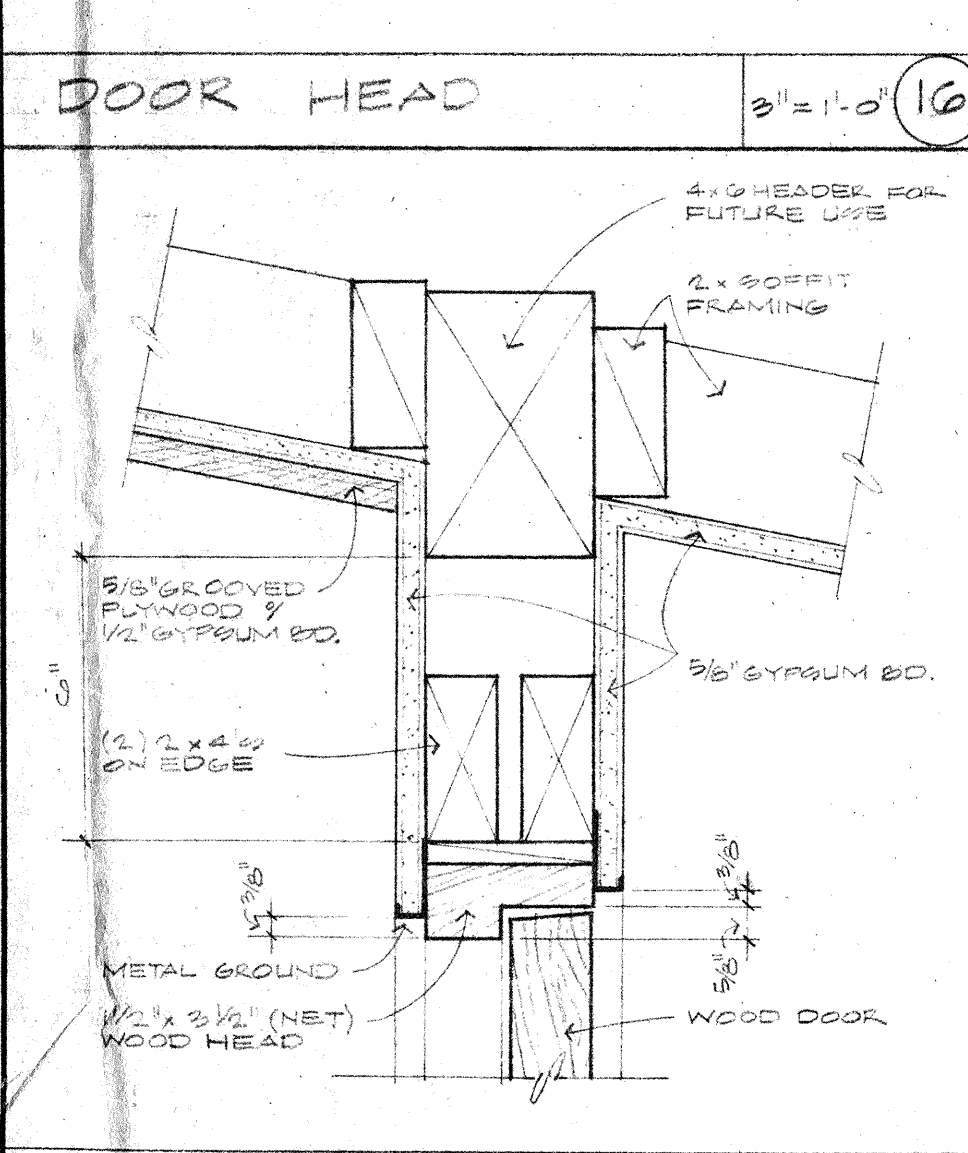 DOOR HEAD
3" = 1'-0"
16
4x6 HEADER FOR
FUTURE USE
2x SOFFIT
FRAMING
5/8" GROOVED
PLYWOOD %
1/2" GYPSUM BD.
6"
5/8" GYPSUM BD.
(2) 2x4's
ON EDGE
3/8"
3/8"
5/8"
METAL GROUND
1 1/2" x 3 1/2" (NET)
WOOD HEAD
WOOD DOOR